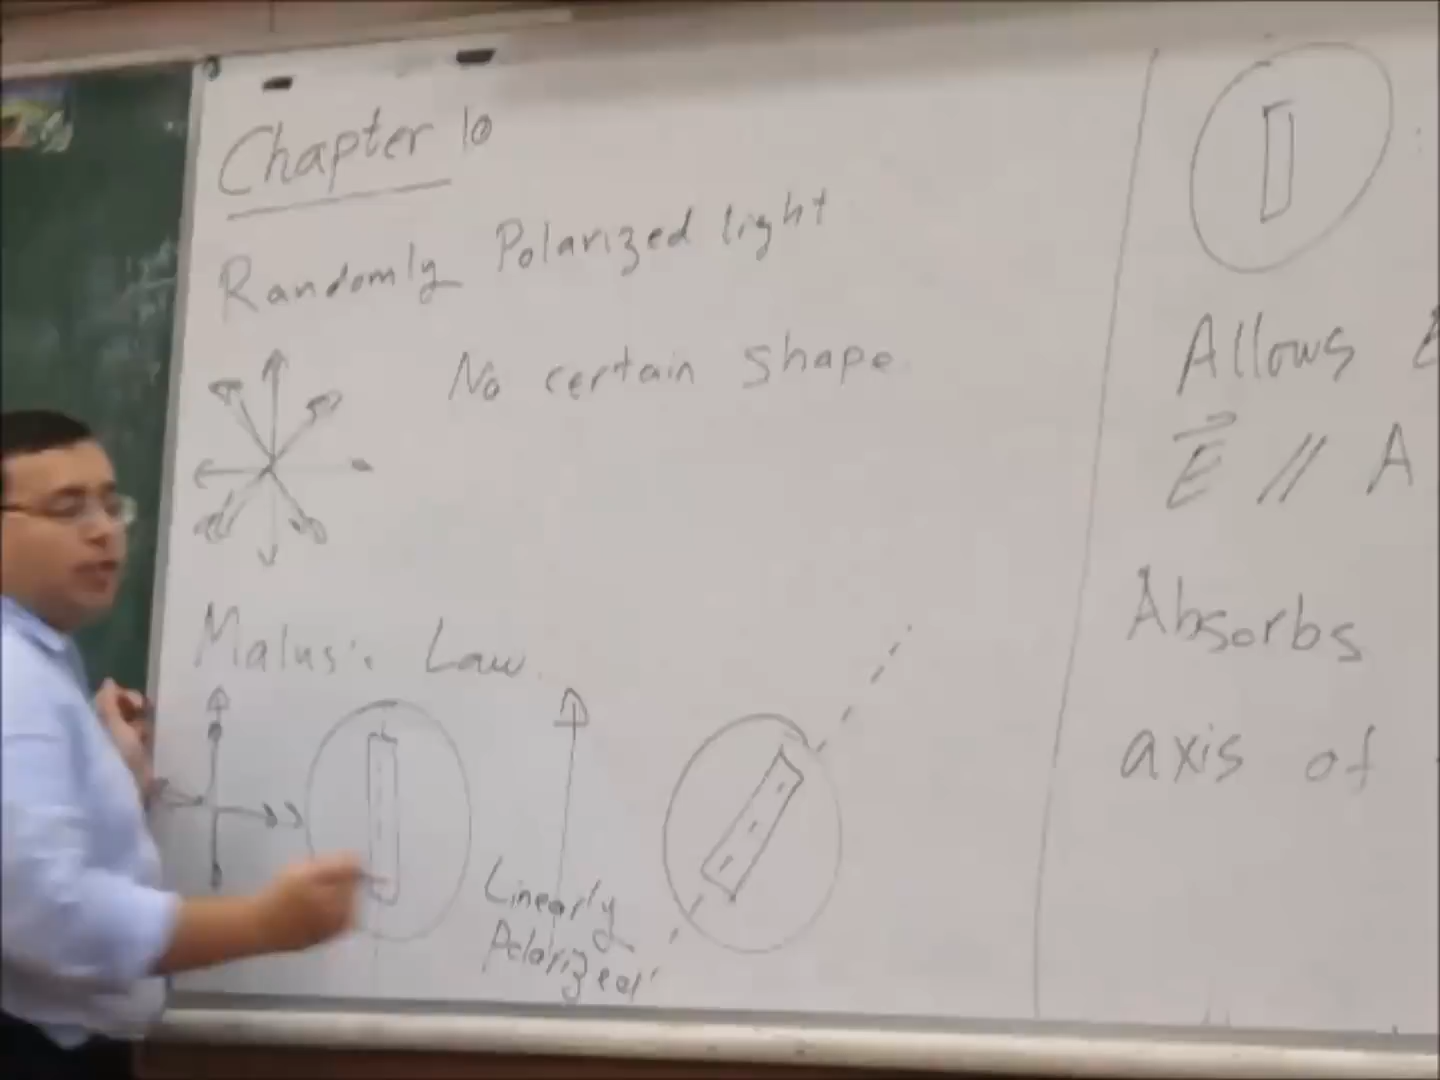 Chapter 10
Randomly Polarized light
No certain shape.
Malus's Law
Linearly
Polarized
Allows
E // A
Absorbs
axis of